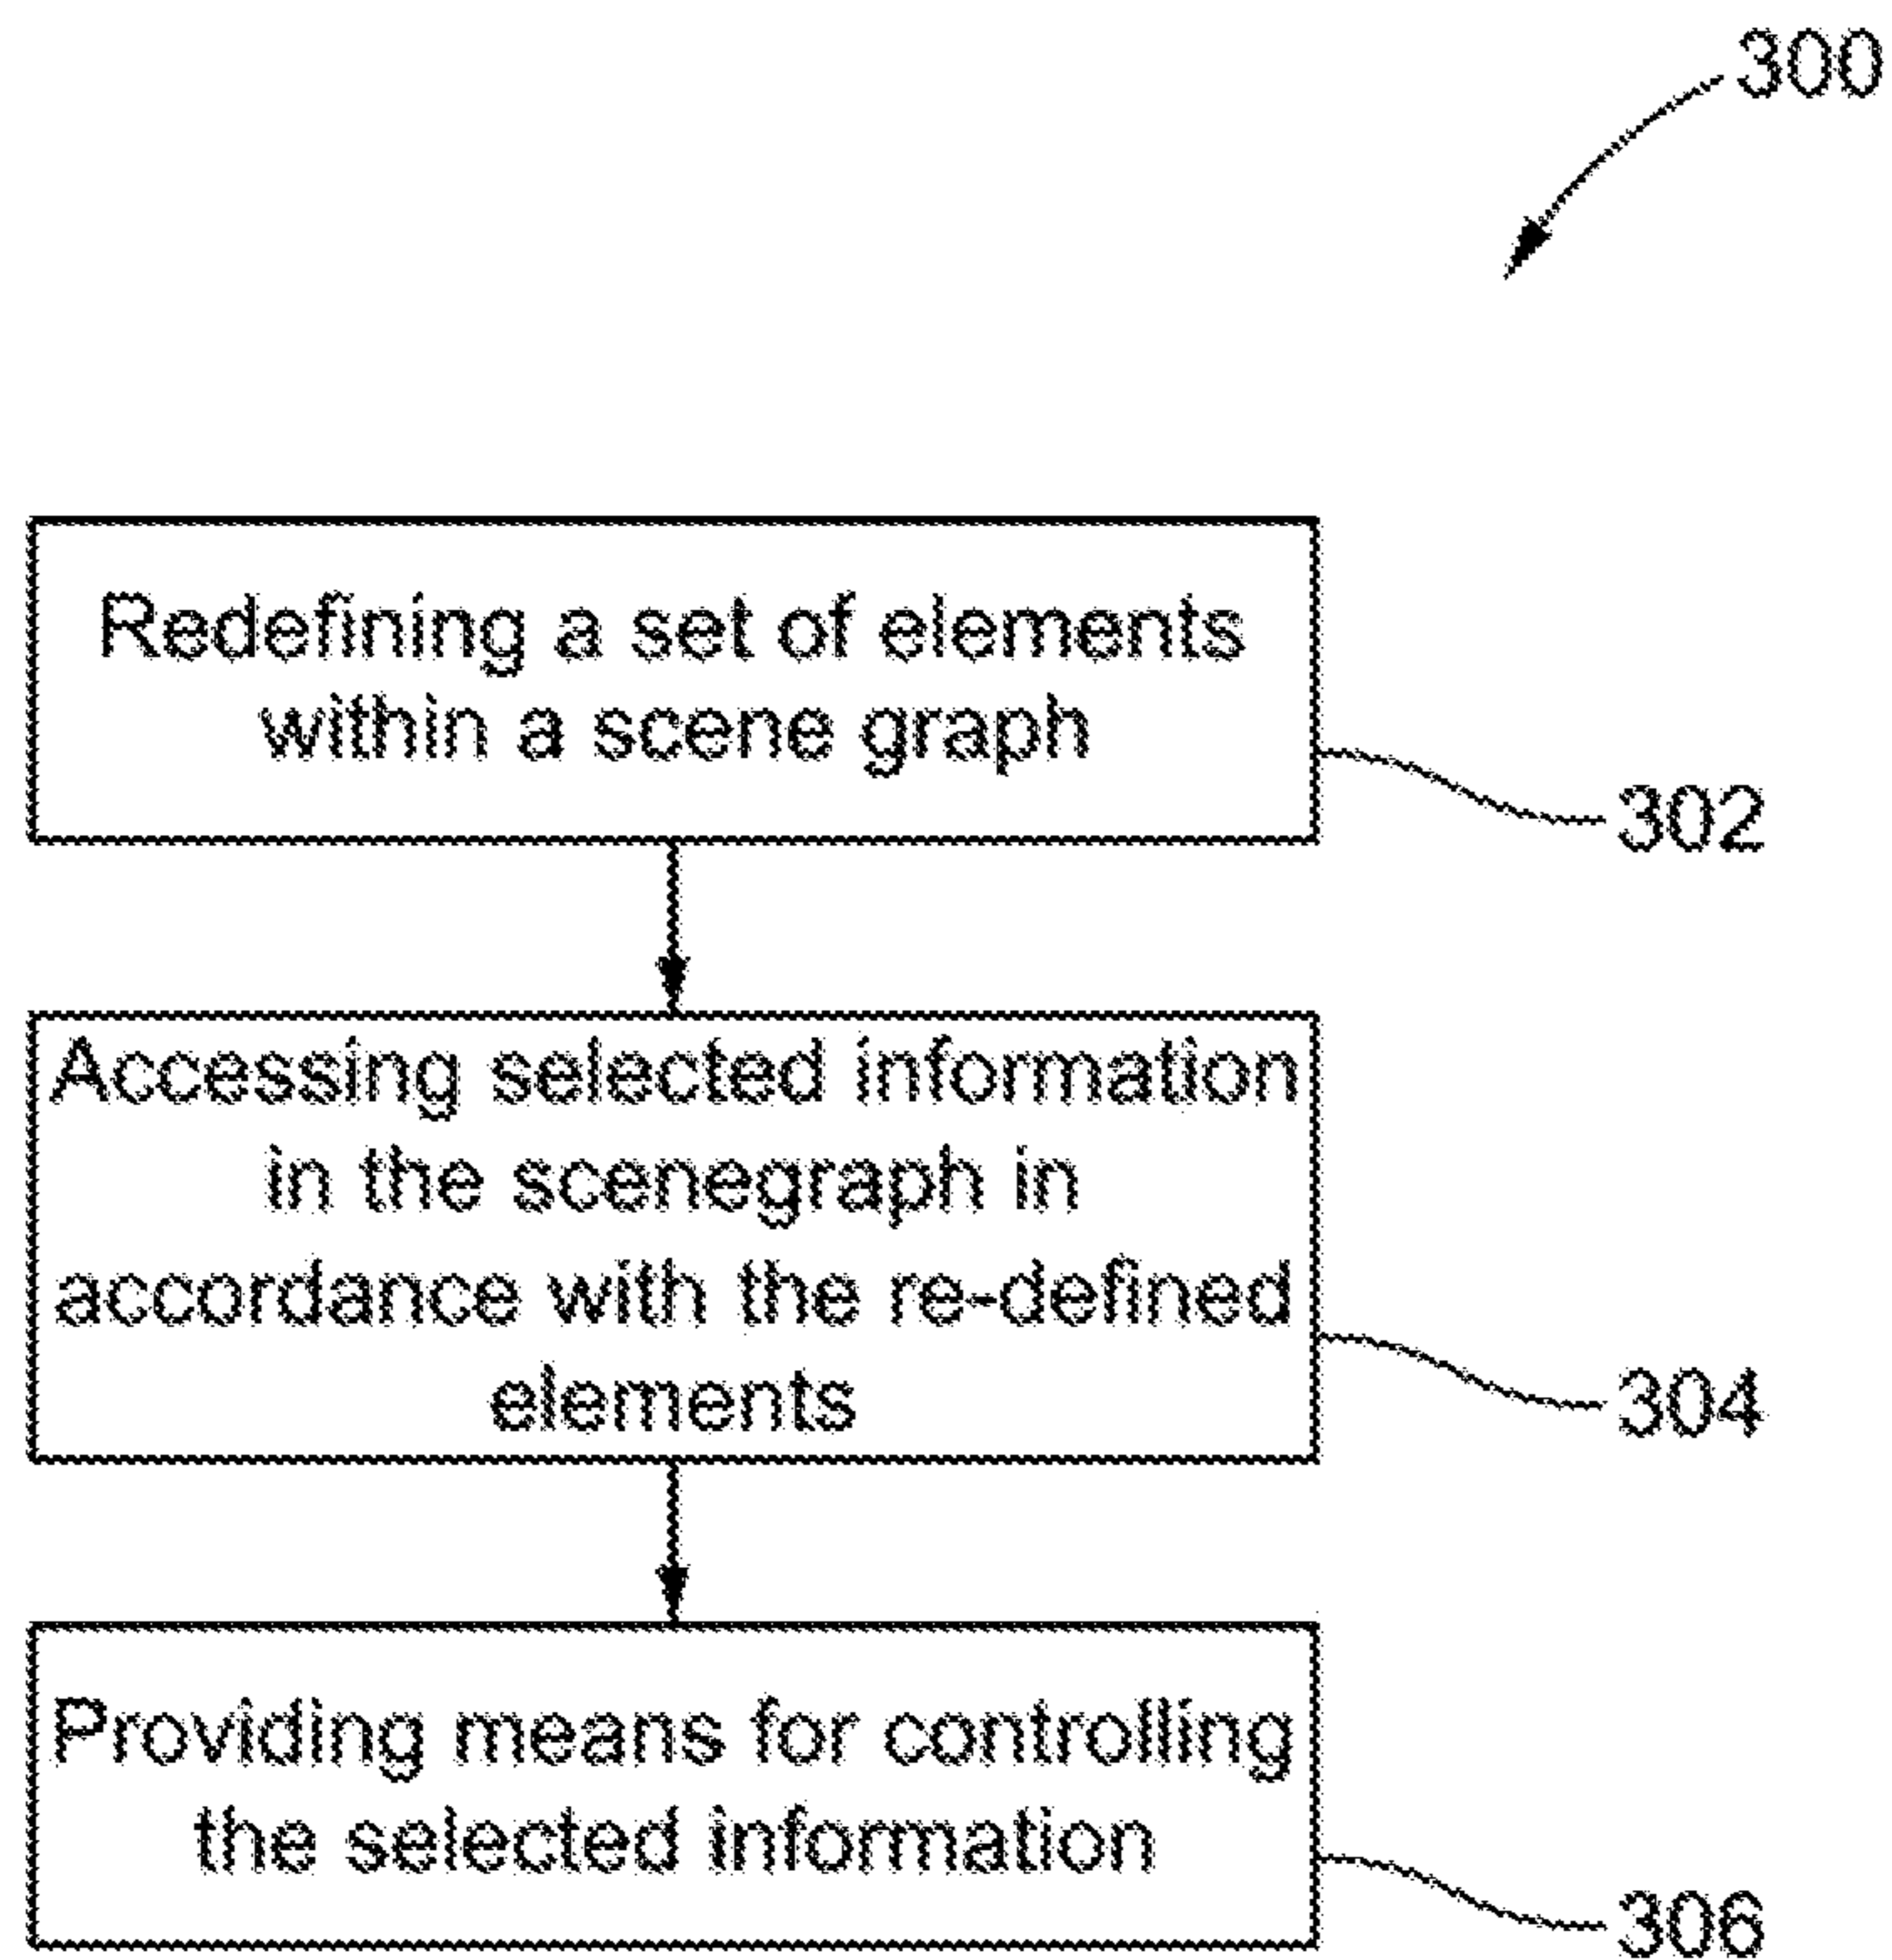 300
Redefining a set of elements
within a scene graph
302
Accessing selected information
in the scenegraph in
accordance with the re-defined
elements
304
Providing means for controlling
the selected information
306